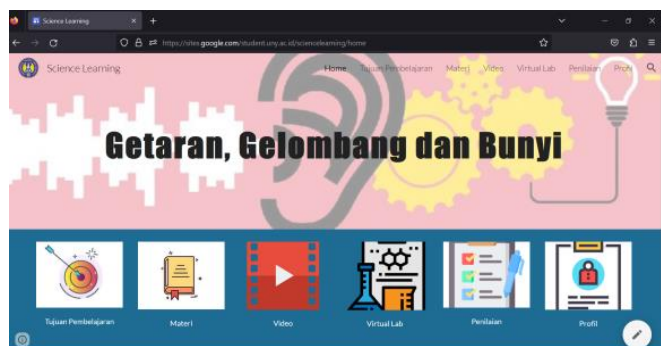 Science Learning
https://sites.google.com/student.uny.ac.id/sciencelearning/home
Science Learning
Home Tujuan Pembelajaran Materi Video Virtual Lab Penilaian Profil
Getaran, Gelombang dan Bunyi
Tujuan Pembelajaran
Materi
Video
Virtual Lab
Penilaian
Profil